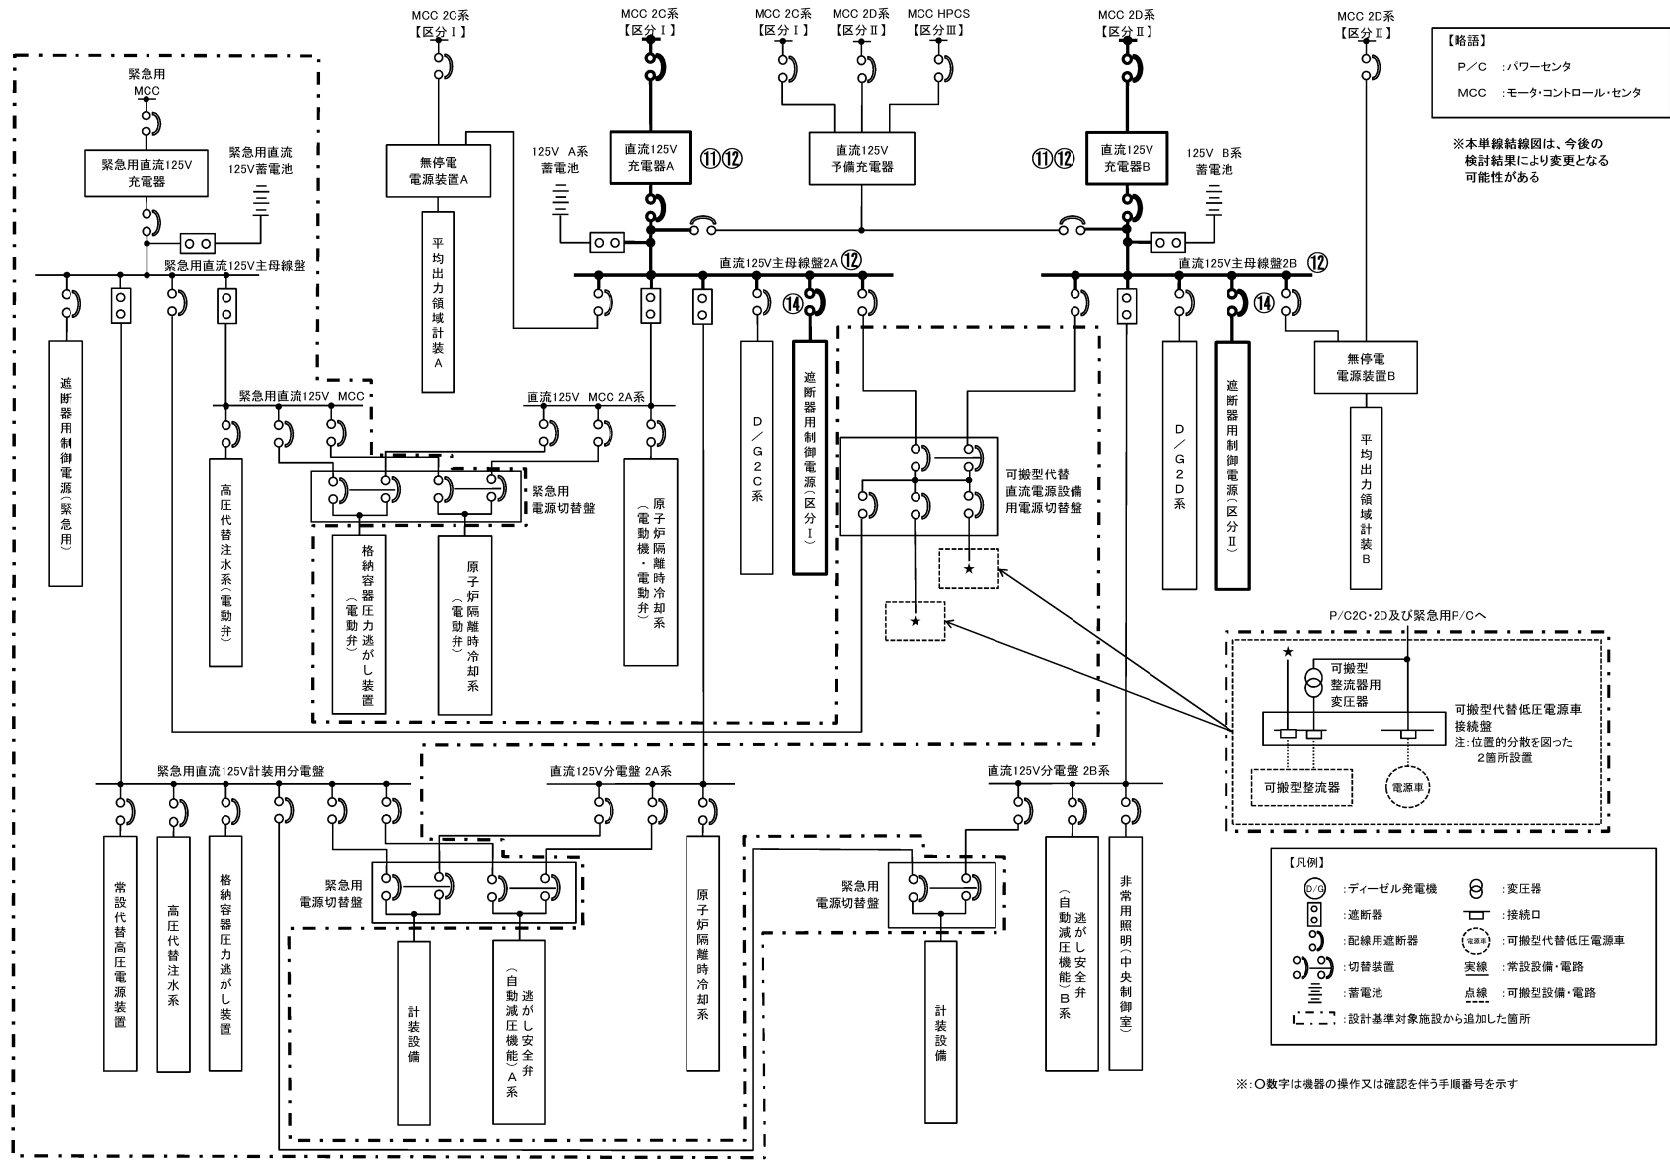 MCC 2C系
【区分Ⅰ】
MCC 2C系
【区分Ⅰ】
MCC 2C系
【区分Ⅰ】
MCC 2D系
【区分Ⅱ】
MCC HPCS
【区分Ⅲ】
MCC 2D系
【区分Ⅱ】
MCC 2D系
【区分Ⅱ】
【略語】
P/C :パワーセンタ
MCC :モータ・コントロール・センタ
※本単線結線図は、今後の
検討結果により変更となる
可能性がある
緊急用
MCC
緊急用直流125V
充電器
緊急用直流
125V蓄電池
無停電
電源装置A
125V A系
蓄電池
直流125V
充電器A
⑪⑫
直流125V
予備充電器
⑪⑫
直流125V
充電器B
125V B系
蓄電池
緊急用直流125V主母線盤
平均出力領域計装A
直流125V主母線盤2A
⑫
直流125V主母線盤2B
⑫
⑭
⑭
無停電
電源装置B
遮断器用制御電源(緊急用)
緊急用直流125V MCC
直流125V MCC 2A系
D/G2C系
遮断器用制御電源(区分Ⅰ)
D/G2D系
遮断器用制御電源(区分Ⅱ)
平均出力領域計装B
高圧代替注水系(電動弁)
緊急用
電源切替盤
格納容器圧力逃がし装置
(電動弁)
原子炉隔離時冷却系
(電動弁)
原子炉隔離時冷却系
(電動機・電動弁)
可搬型代替
直流電源設備
用電源切替盤
★
★
P/C2C・2D及び緊急用P/Cへ
★
可搬型
整流器用
変圧器
可搬型代替低圧電源車
接続盤
注:位置的分散を図った
2箇所設置
可搬型整流器
電源車
緊急用直流125V計装用分電盤
直流125V分電盤 2A系
直流125V分電盤 2B系
常設代替高圧電源装置
高圧代替注水系
格納容器圧力逃がし装置
緊急用
電源切替盤
計装設備
逃がし安全弁
(自動減圧機能)A系
原子炉隔離時冷却系
緊急用
電源切替盤
計装設備
逃がし安全弁
(自動減圧機能)B系
非常用照明(中央制御室)
【凡例】
D/G :ディーゼル発電機
:変圧器
:遮断器
:接続口
:配線用遮断器
電源車 :可搬型代替低圧電源車
:切替装置
実線 :常設設備・電路
:蓄電池
点線 :可搬型設備・電路
:設計基準対象施設から追加した箇所
※:○数字は機器の操作又は確認を伴う手順番号を示す